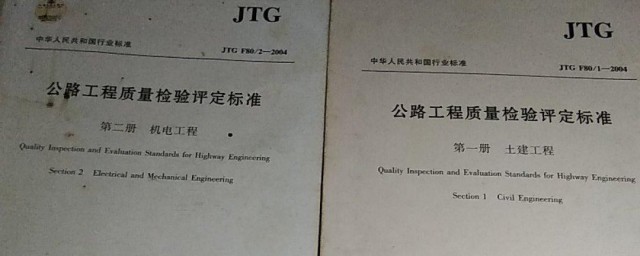 JTG
中华人民共和国行业标准
JTG F80/2—2004
公路工程质量检验评定标准
第二册 机电工程
Quality Inspection and Evaluation Standards for Highway Engineering
Section 2 Electrical and Mechanical Engineering
JTG
中华人民共和国行业标准
JTG F80/1—2004
公路工程质量检验评定标准
第一册 土建工程
Quality Inspection and Evaluation Standards for Highway Engineering
Section 1 Civil Engineering